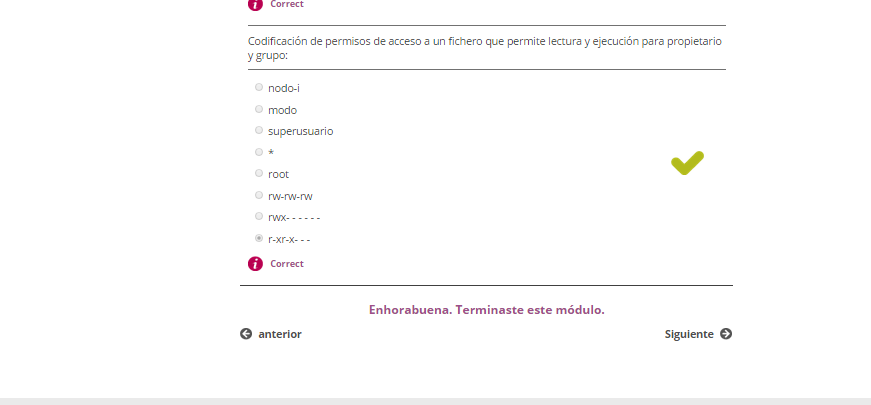 Correct
Codificación de permisos de acceso a un fichero que permite lectura y ejecución para propietario
y grupo:
nodo-i
modo
superusuario
*
root
rw-rw-rw
rwx- - - - - -
r-xr-x- - -
Correct
Enhorabuena. Terminaste este módulo.
anterior
Siguiente